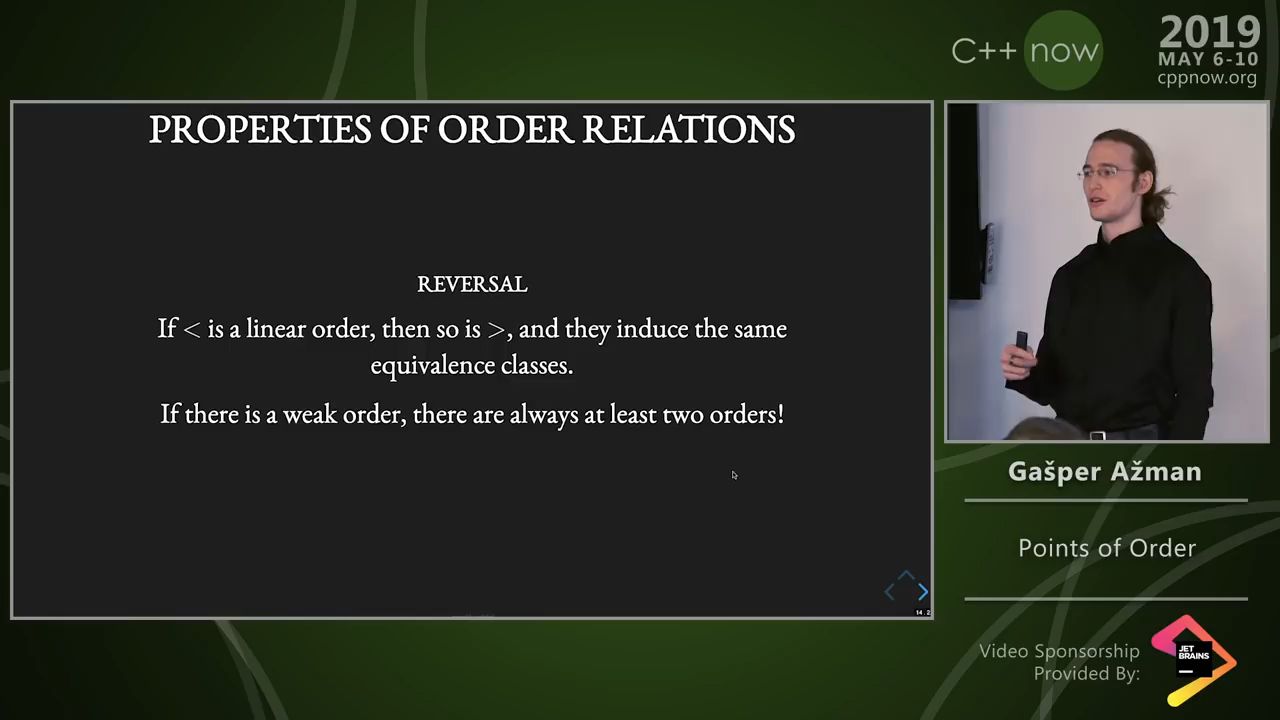 C++ now
2019
MAY 6-10
cppnow.org
PROPERTIES OF ORDER RELATIONS
REVERSAL
If < is a linear order, then so is >, and they induce the same
equivalence classes.
If there is a weak order, there are always at least two orders!
14.2
Gašper Ažman
Points of Order
Video Sponsorship
Provided By:
JET
BRAINS